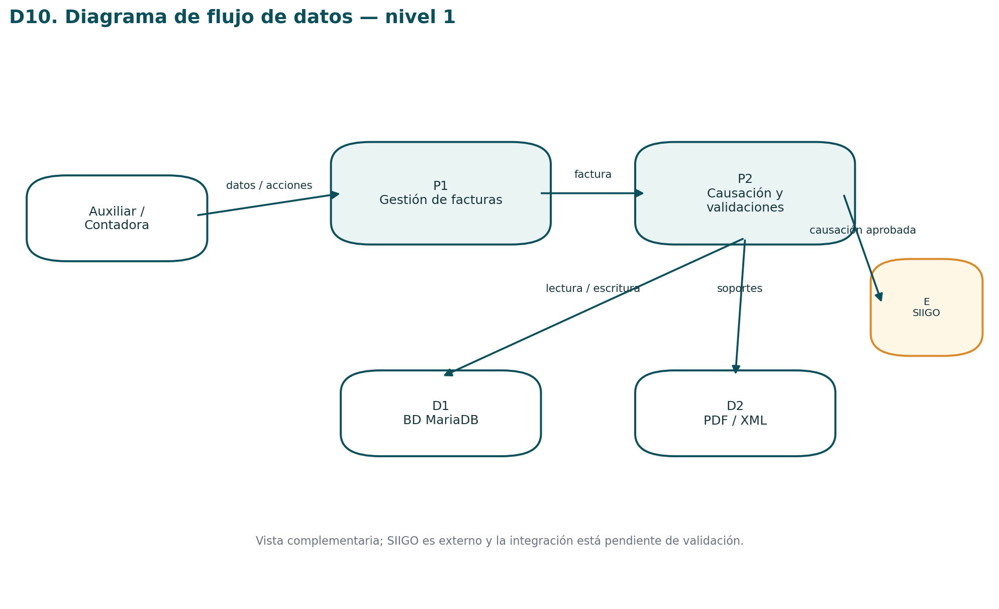 D10. Diagrama de flujo de datos — nivel 1
Auxiliar /
Contadora
datos / acciones
P1
Gestión de facturas
factura
P2
Causación y
validaciones
causación aprobada
E
SIIGO
lectura / escritura
soportes
D1
BD MariaDB
D2
PDF / XML
Vista complementaria; SIIGO es externo y la integración está pendiente de validación.